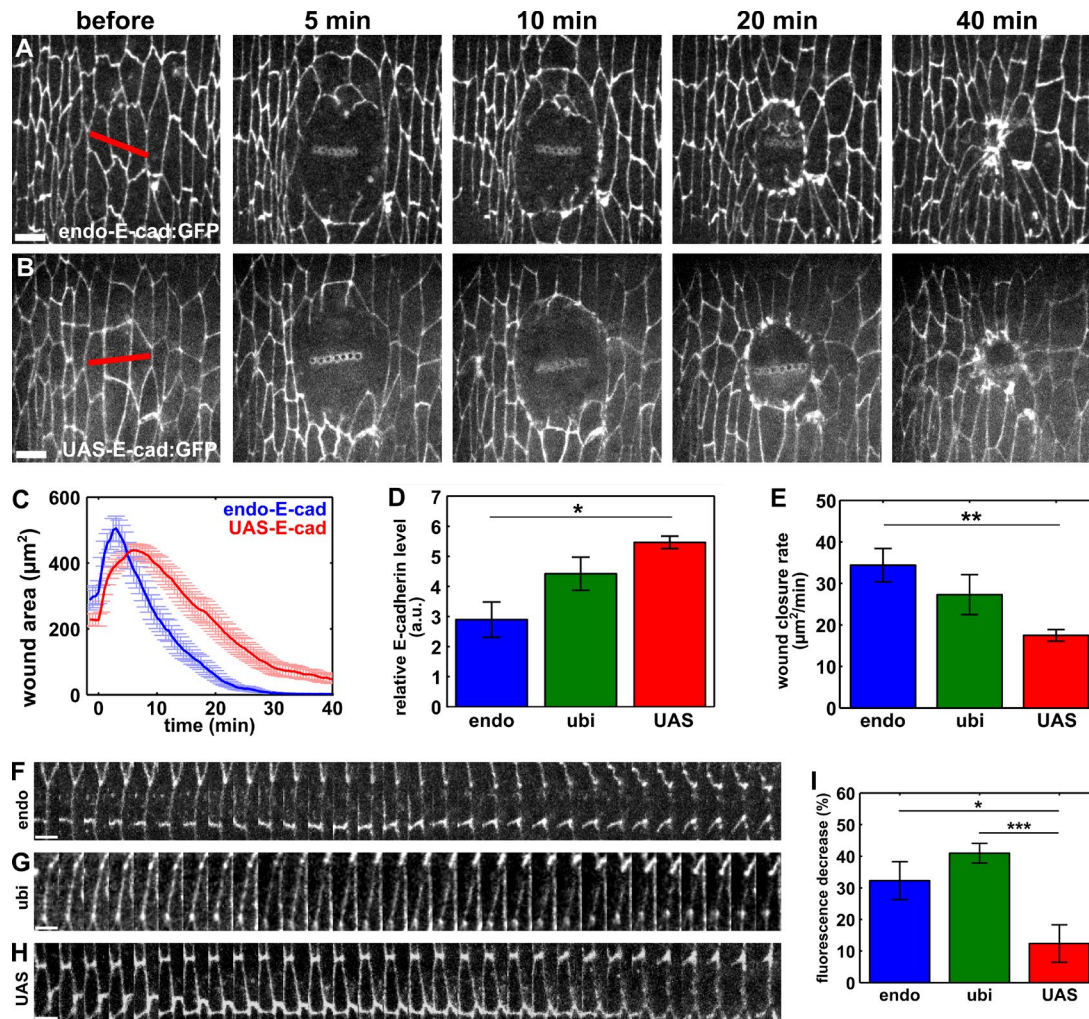 before 5 min 10 min 20 min 40 min
A
endo-E-cad:GFP
B
UAS-E-cad:GFP
C
endo-E-cad
UAS-E-cad
wound area (µm²)
600
400
200
0
0 10 20 30 40
time (min)
D
*
relative E-cadherin level
(a.u.)
7
6
5
4
3
2
1
0
endo ubi UAS
E
**
wound closure rate
(µm²/min)
50
40
30
20
10
0
endo ubi UAS
F
endo
G
ubi
H
UAS
I
*
***
fluorescence decrease (%)
60
50
40
30
20
10
0
endo ubi UAS